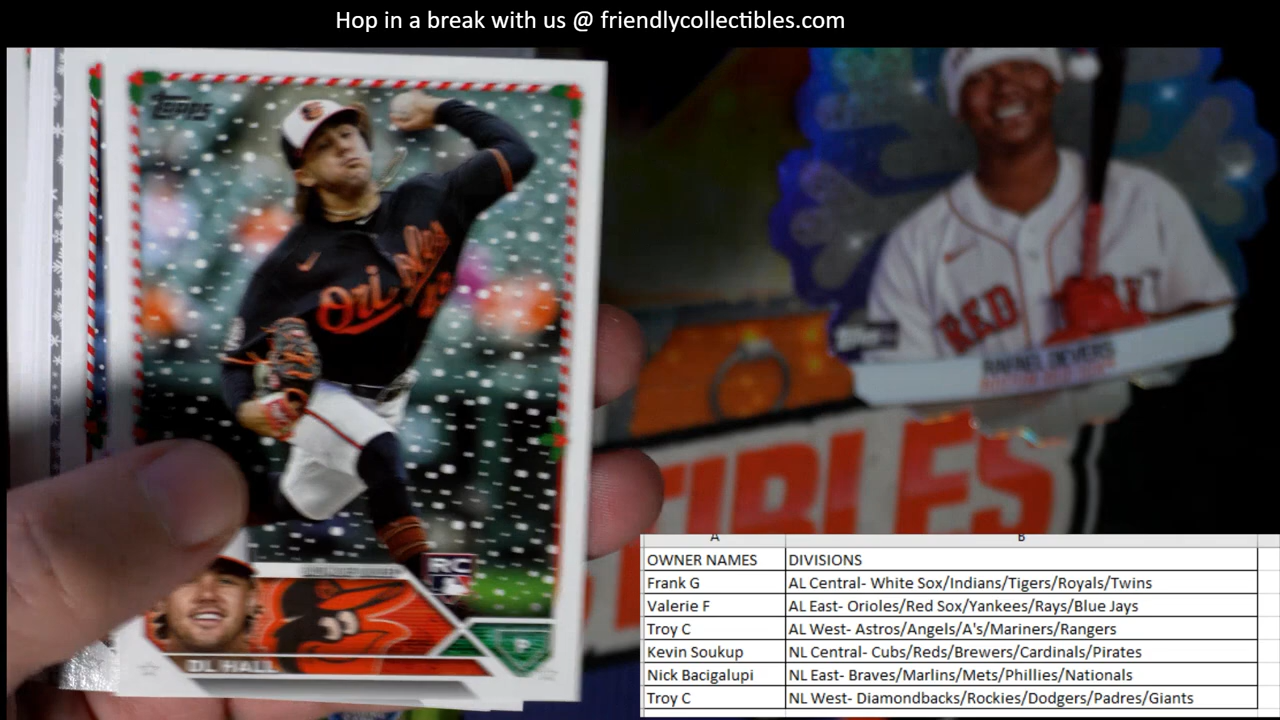 Hop in a break with us @ friendlycollectibles.com
TOPPS
Orioles
RC
DL HALL
P
RED
RAFAEL DEVERS
TIBLES
A B
OWNER NAMES DIVISIONS
Frank G AL Central- White Sox/Indians/Tigers/Royals/Twins
Valerie F AL East- Orioles/Red Sox/Yankees/Rays/Blue Jays
Troy C AL West- Astros/Angels/A's/Mariners/Rangers
Kevin Soukup NL Central- Cubs/Reds/Brewers/Cardinals/Pirates
Nick Bacigalupi NL East- Braves/Marlins/Mets/Phillies/Nationals
Troy C NL West- Diamondbacks/Rockies/Dodgers/Padres/Giants